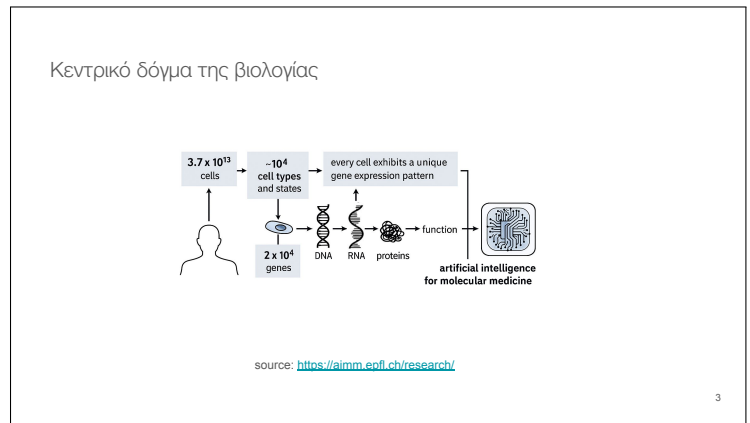 Κεντρικό δόγμα της βιολογίας
3.7 x 10¹³
cells
~10⁴
cell types
and states
every cell exhibits a unique
gene expression pattern
2 x 10⁴
genes
DNA
RNA
proteins
function
artificial intelligence
for molecular medicine
source: https://aimm.epfl.ch/research/
3